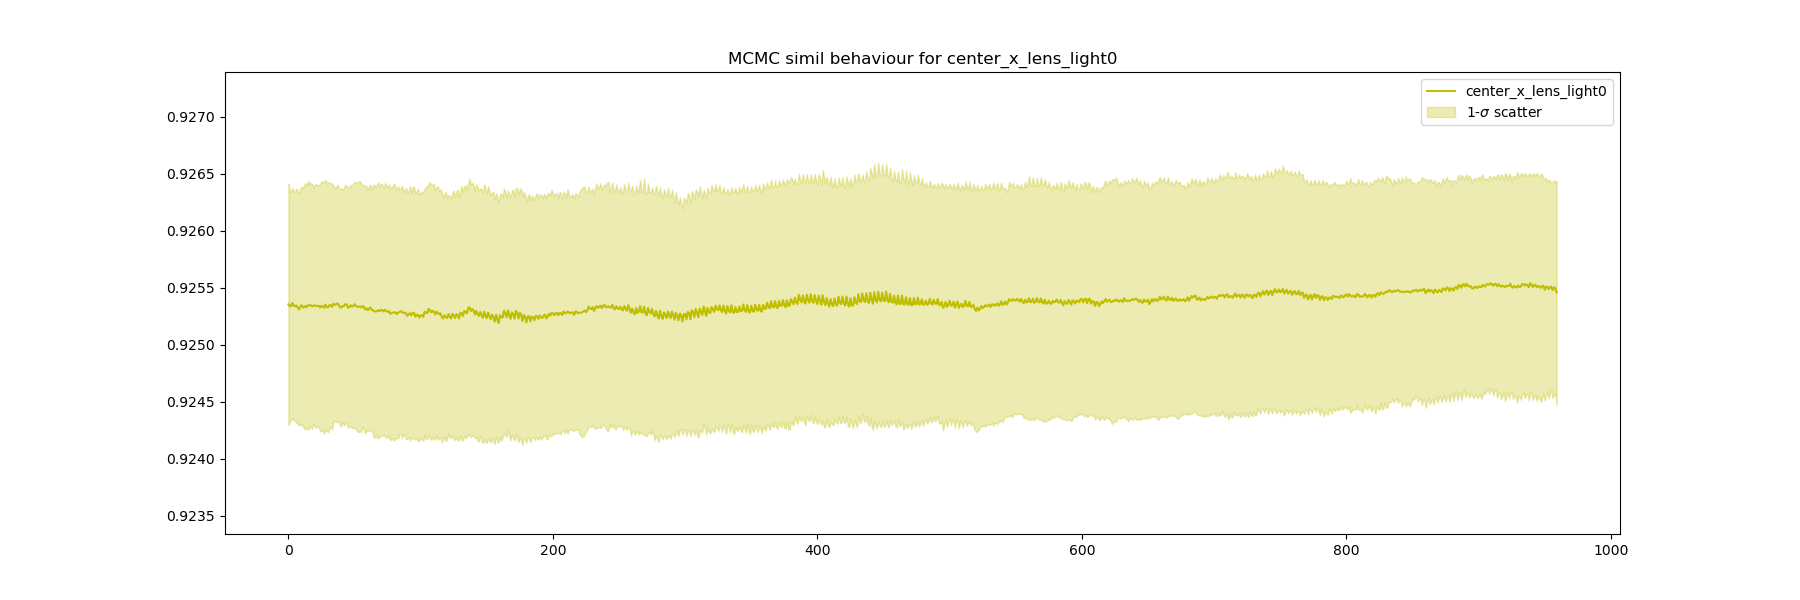 MCMC simil behaviour for center_x_lens_light0
center_x_lens_light0
1-σ scatter
0.9270
0.9265
0.9260
0.9255
0.9250
0.9245
0.9240
0.9235
0 200 400 600 800 1000